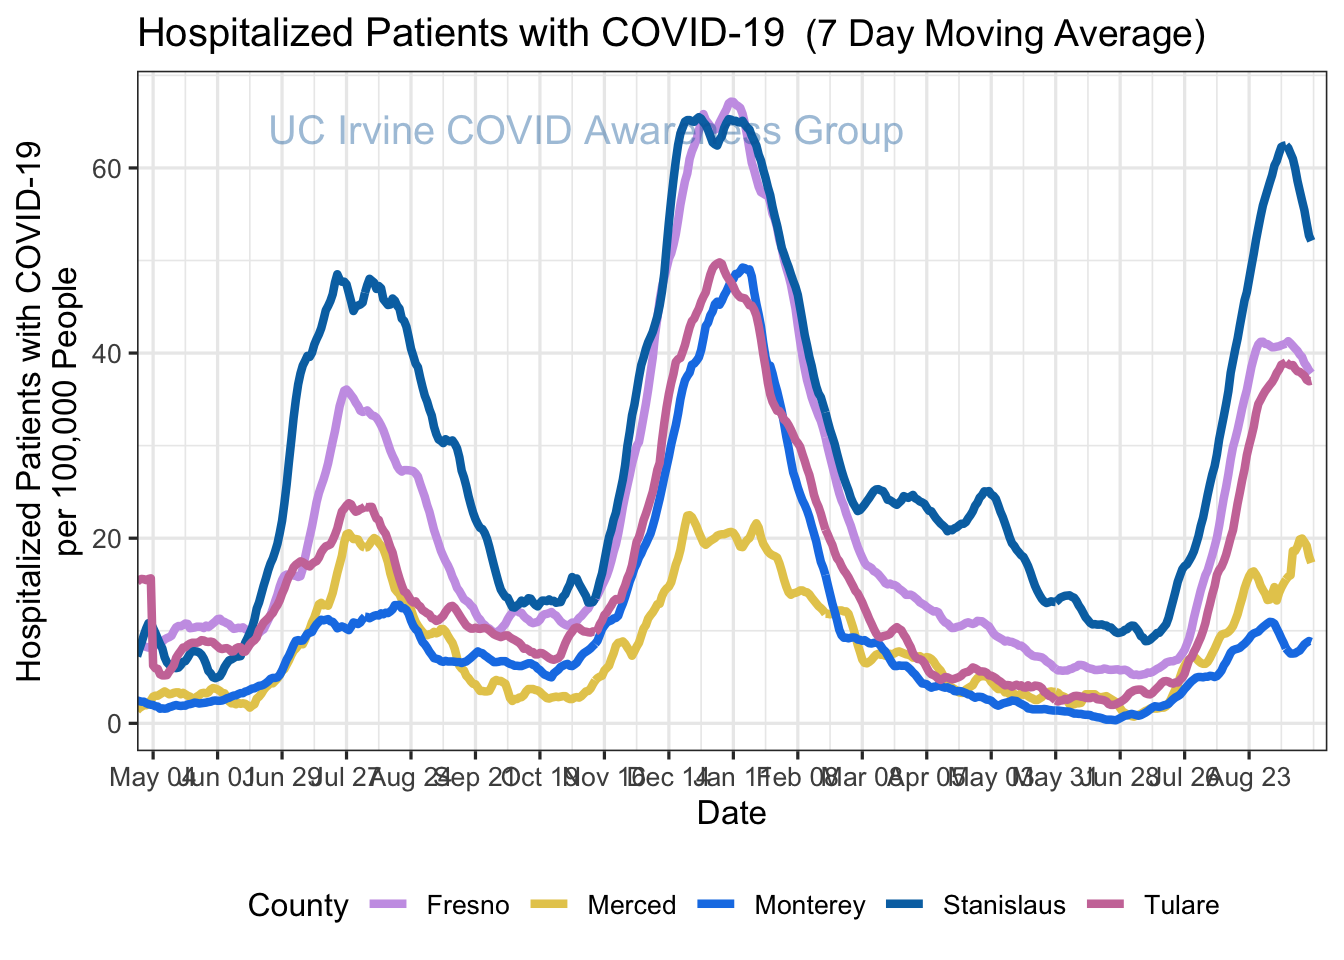 Hospitalized Patients with COVID-19  (7 Day Moving Average)
UC Irvine COVID Awareness Group
Hospitalized Patients with COVID-19
per 100,000 People
60
40
20
0
May 04 Jun 01 Jun 29 Jul 27 Aug 24 Sep 21 Oct 19 Nov 16 Dec 14 Jan 11 Feb 08 Mar 08 Apr 05 May 03 May 31 Jun 28 Jul 26 Aug 23
Date
County Fresno Merced Monterey Stanislaus Tulare